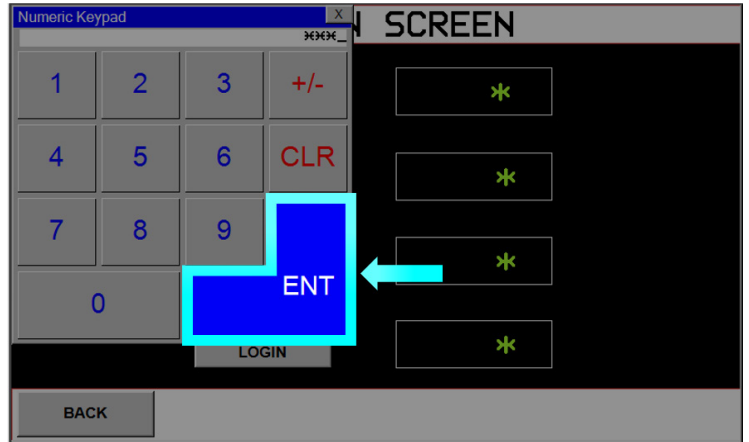 Numeric Keypad X
N SCREEN
***_
1 2 3 +/-
*
4 5 6 CLR
*
7 8 9
*
ENT
0
*
LOGIN
BACK